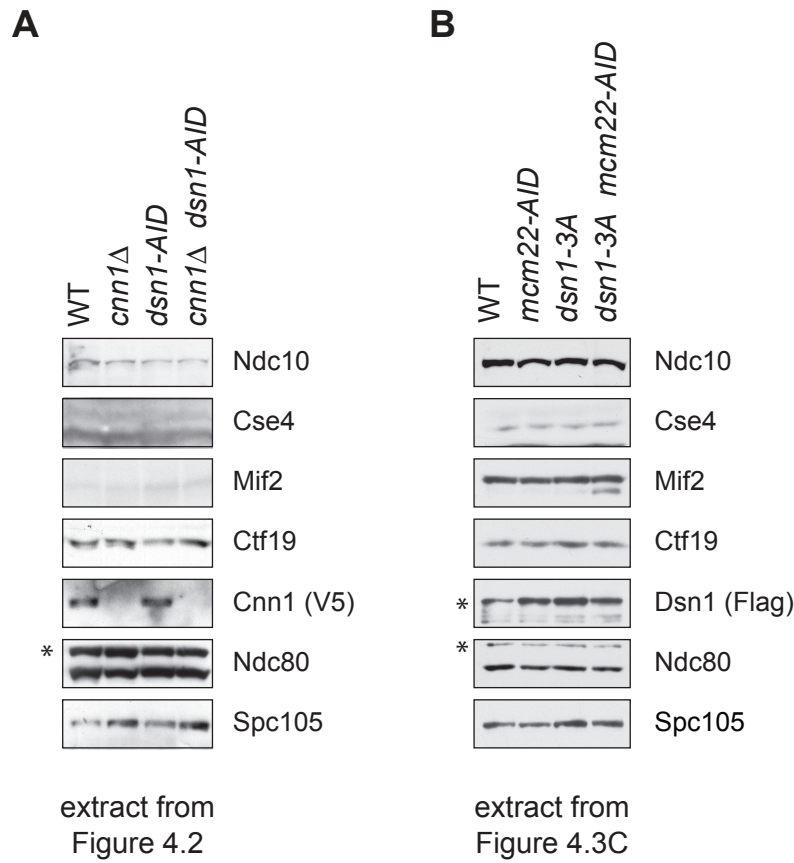 A
WT
cnn1Δ
dsn1-AID
cnn1Δ dsn1-AID
Ndc10
Cse4
Mif2
Ctf19
Cnn1 (V5)
* Ndc80
Spc105
extract from
Figure 4.2
B
WT
mcm22-AID
dsn1-3A
dsn1-3A mcm22-AID
Ndc10
Cse4
Mif2
Ctf19
* Dsn1 (Flag)
* Ndc80
Spc105
extract from
Figure 4.3C